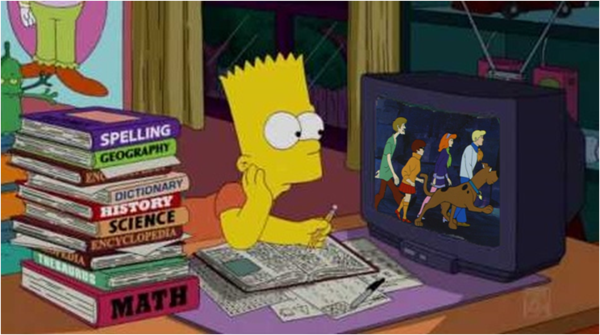 SPELLING
GEOGRAPHY
DICTIONARY
HISTORY
SCIENCE
ENCYCLOPEDIA
THESAURUS
MATH